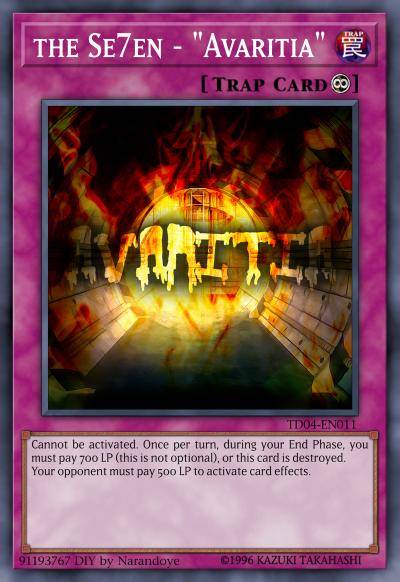 the Se7en - "Avaritia"
TRAP
罠
[Trap Card]
AVARITIA
TD04-EN011
Cannot be activated. Once per turn, during your End Phase, you
must pay 700 LP (this is not optional), or this card is destroyed.
Your opponent must pay 500 LP to activate card effects.
91193767 DIY by Narandoye
©1996 KAZUKI TAKAHASHI